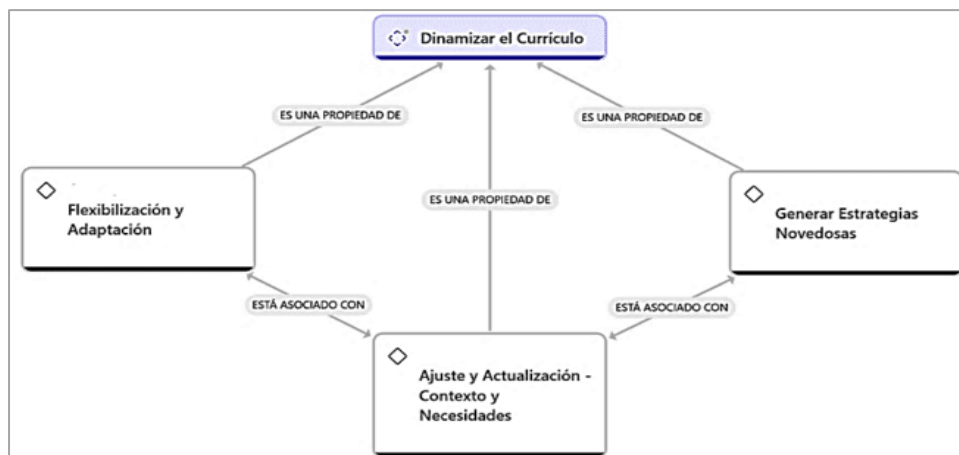 Dinamizar el Currículo
ES UNA PROPIEDAD DE
ES UNA PROPIEDAD DE
Flexibilización y
Adaptación
ES UNA PROPIEDAD DE
Generar Estrategias
Novedosas
ESTÁ ASOCIADO CON
ESTÁ ASOCIADO CON
Ajuste y Actualización -
Contexto y
Necesidades